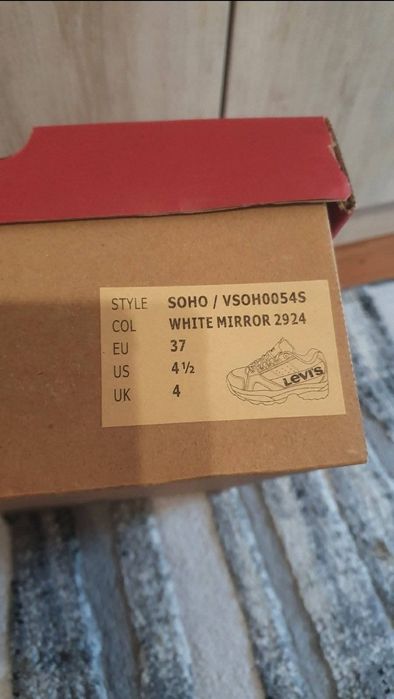 STYLE SOHO / VSOH0054S
COL WHITE MIRROR 2924
EU 37
US 4 ½
UK 4
Levi's